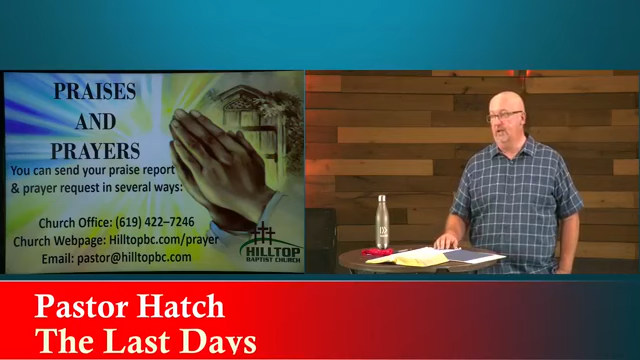 PRAISES
AND
PRAYERS
You can send your praise report
& prayer request in several ways:
Church Office: (619) 422–7246
Church Webpage: Hilltopbc.com/prayer
Email: pastor@hilltopbc.com
HILLTOP
BAPTIST CHURCH
Pastor Hatch
The Last Days